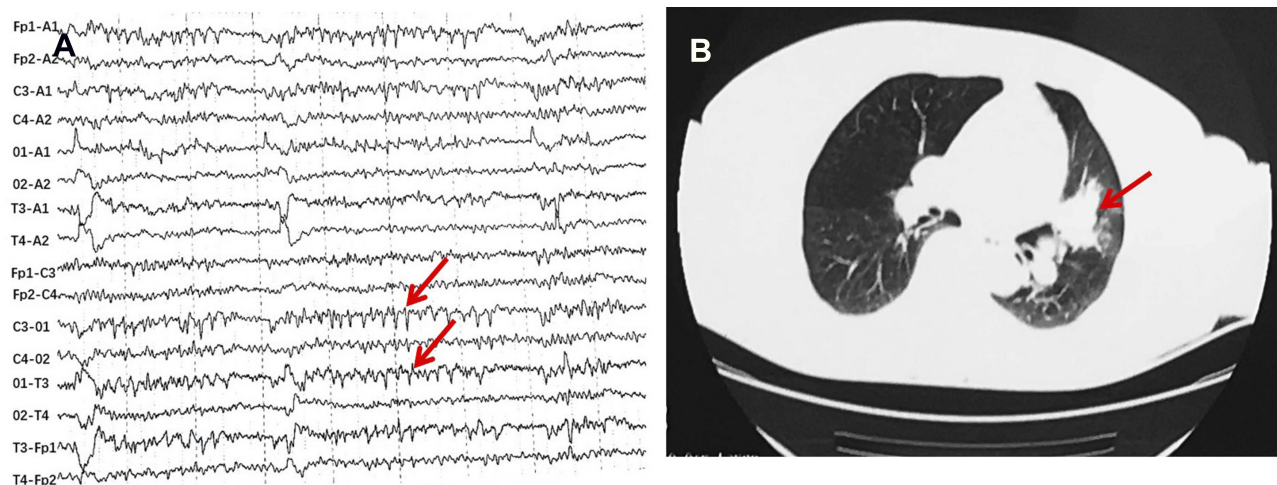 A
B
Fp1-A1
Fp2-A2
C3-A1
C4-A2
01-A1
02-A2
T3-A1
T4-A2
Fp1-C3
Fp2-C4
C3-01
C4-02
01-T3
02-T4
T3-Fp1
T4-Fp2